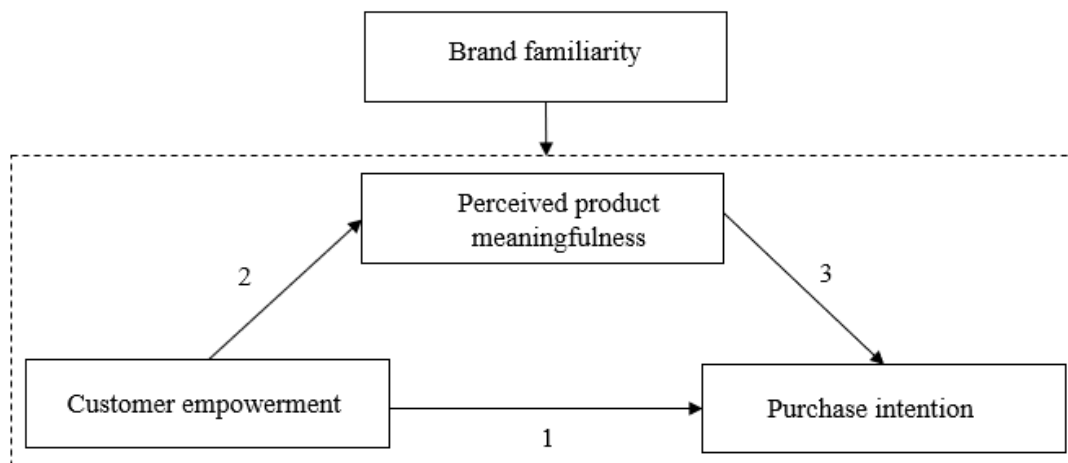 Brand familiarity
Perceived product
meaningfulness
2
3
Customer empowerment
Purchase intention
1